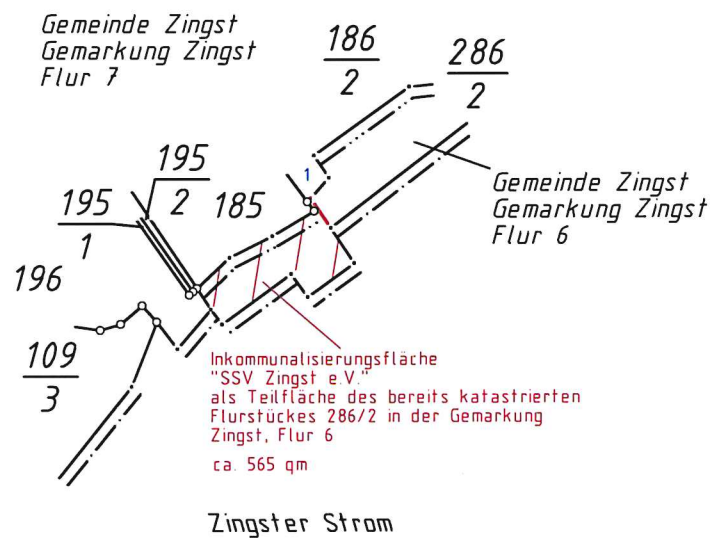 Gemeinde Zingst
Gemarkung Zingst
Flur 7
186
2
286
2
1
195
2
185
195
1
Gemeinde Zingst
Gemarkung Zingst
Flur 6
196
109
3
Inkommunalisierungsfläche
"SSV Zingst e.V."
als Teilfläche des bereits katastrierten
Flurstückes 286/2 in der Gemarkung
Zingst, Flur 6
ca. 565 qm
Zingster Strom